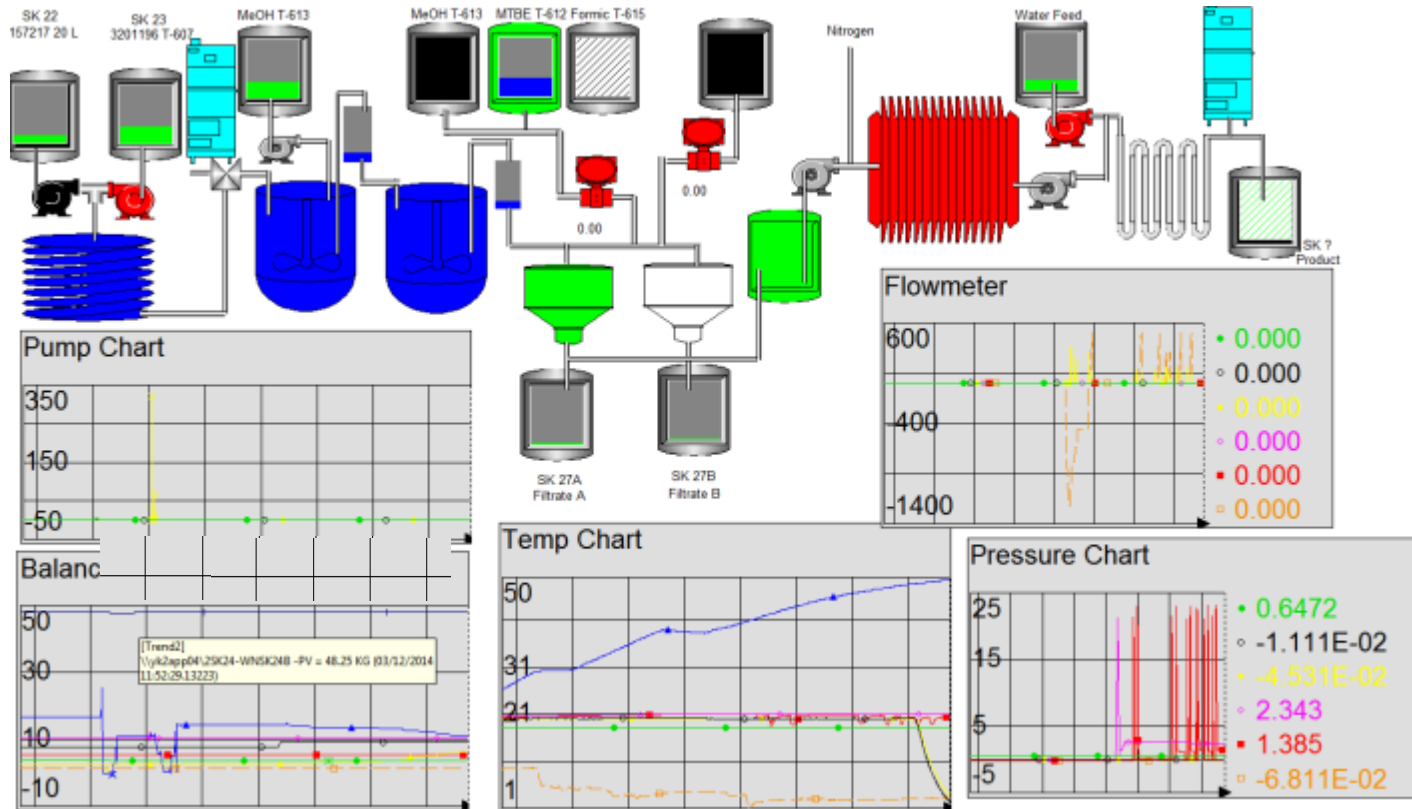 SK 22
157217 20 L
SK 23
3201196 T-607
MeOH T-613
MeOH T-613
MTBE T-612
Formic T-615
Nitrogen
Water Feed
0.00
0.00
SK ?
Product
SK 27A
Filtrate A
SK 27B
Filtrate B
Flowmeter
600
-400
-1400
0.000
0.000
0.000
0.000
0.000
0.000
Pump Chart
350
150
-50
Balanc
50
30
10
-10
[Trend2]
\\yk2app04\2SK24-WNSK24B -PV = 48.25 KG (03/12/2014
11:52:29.13223)
Temp Chart
50
31
21
1
Pressure Chart
25
15
5
-5
0.6472
-1.111E-02
-4.531E-02
2.343
1.385
-6.811E-02